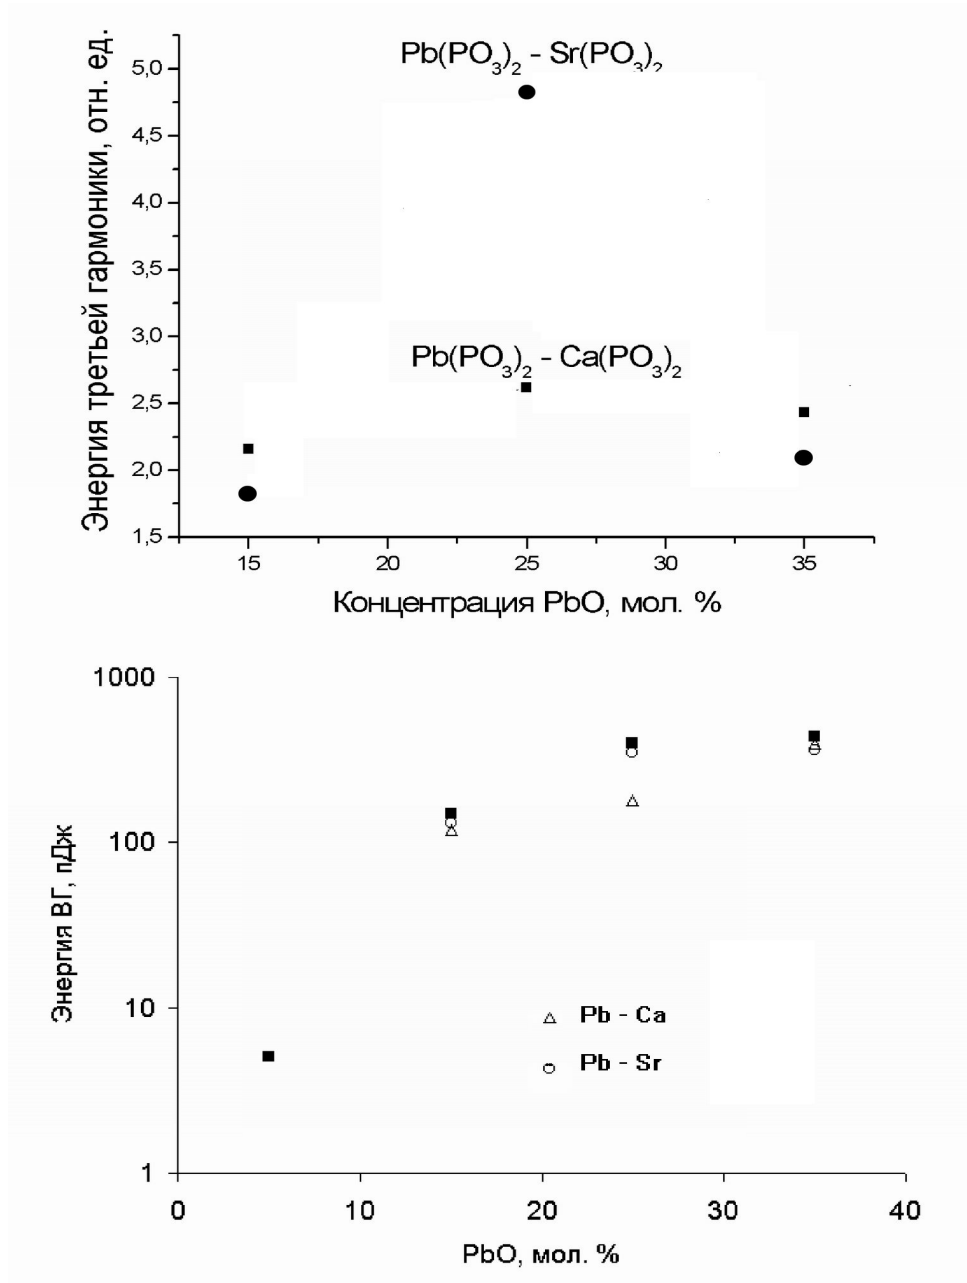 Энергия третьей гармоники, отн. ед.
Pb(PO₃)₂ - Sr(PO₃)₂
5,0
4,5
4,0
3,5
3,0
Pb(PO₃)₂ - Ca(PO₃)₂
2,5
2,0
1,5
15 20 25 30 35
Концентрация PbO, мол. %
Энергия ВГ, пДж
1000
100
10
Pb - Ca
Pb - Sr
1
0 10 20 30 40
PbO, мол. %